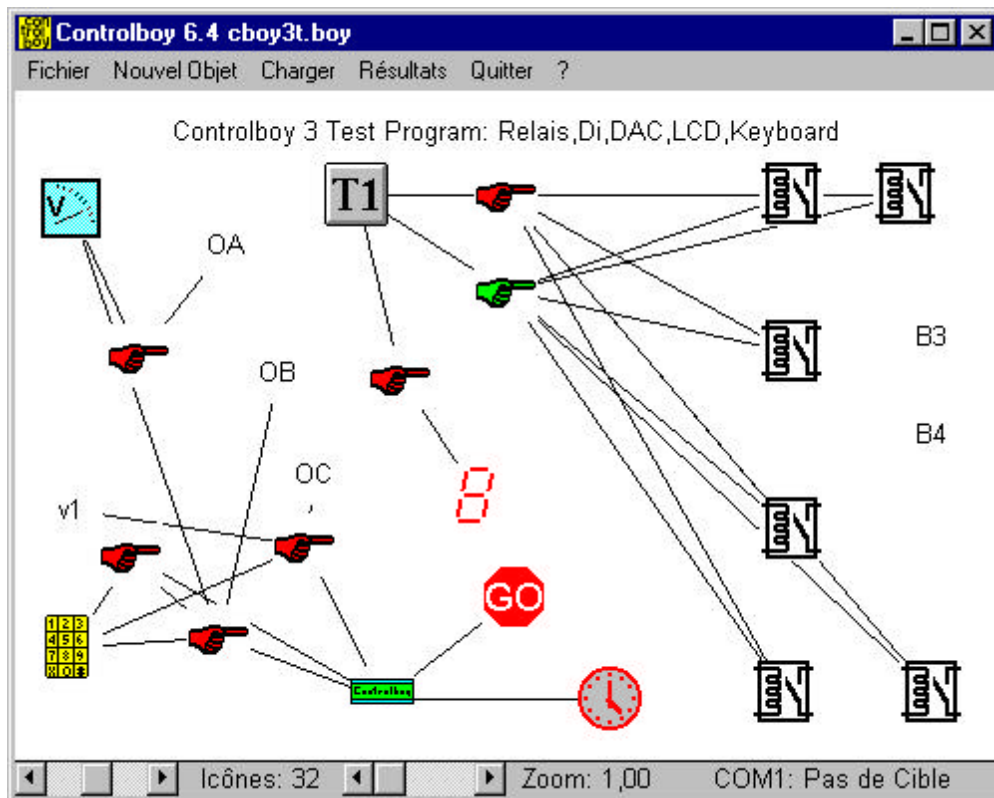 Controlboy 6.4 cboy3t.boy
Fichier Nouvel Objet Charger Résultats Quitter ?
Controlboy 3 Test Program: Relais,Di,DAC,LCD,Keyboard
V
T1
OA
B3
OB
B4
OC
v1
GO
1 2 3
4 5 6
7 8 9
0 #
Controlboy
Icônes: 32 Zoom: 1,00 COM1: Pas de Cible